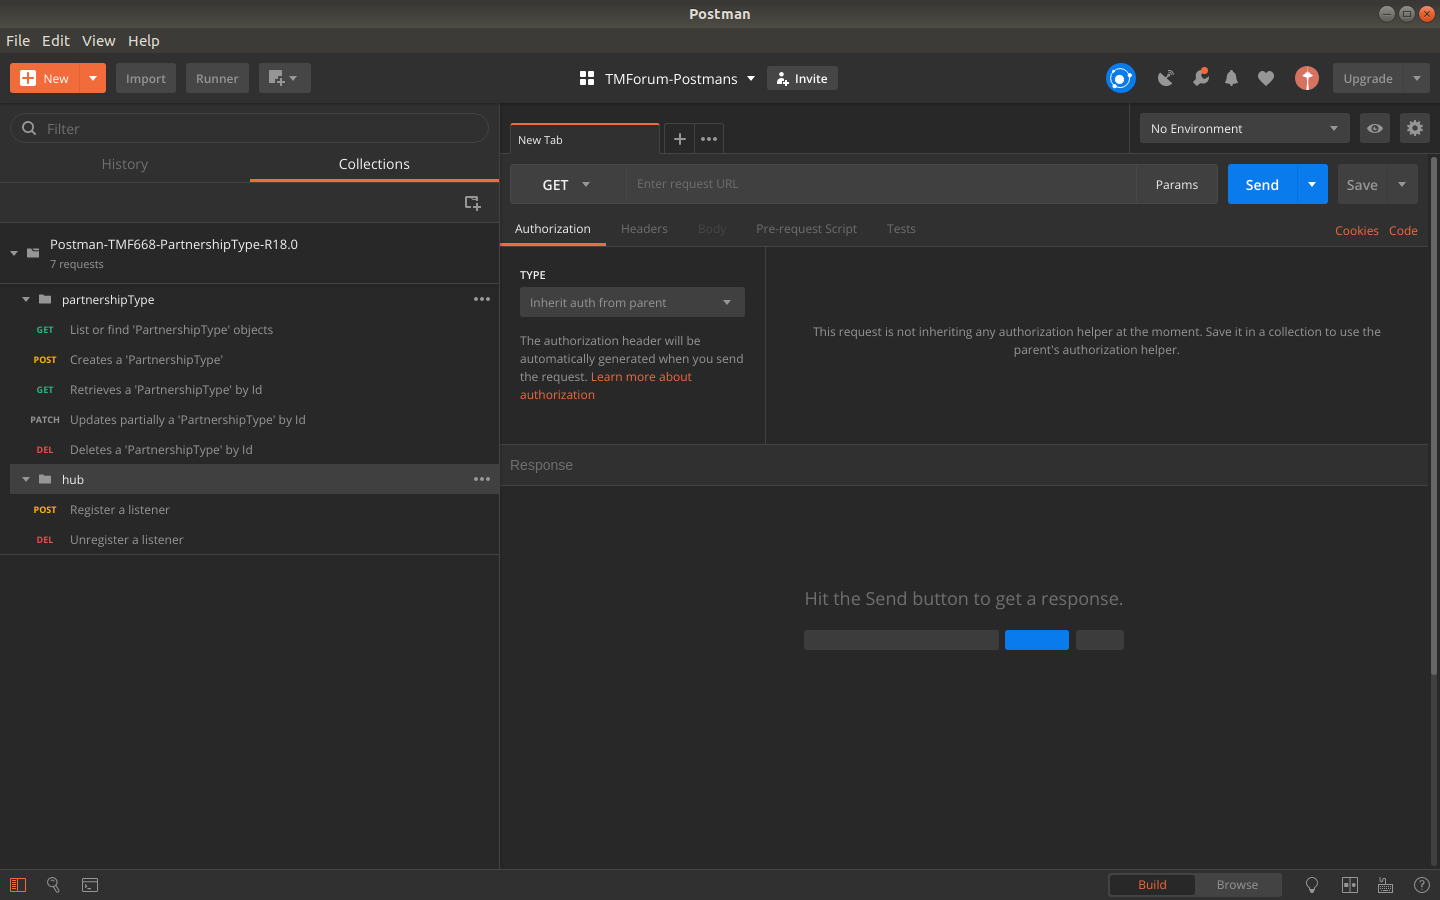 Postman
File Edit View Help
New Import Runner TMForum-Postmans Invite Upgrade
Filter
History Collections
Postman-TMF668-PartnershipType-R18.0
7 requests
partnershipType
GET List or find 'PartnershipType' objects
POST Creates a 'PartnershipType'
GET Retrieves a 'PartnershipType' by Id
PATCH Updates partially a 'PartnershipType' by Id
DEL Deletes a 'PartnershipType' by Id
hub
POST Register a listener
DEL Unregister a listener
New Tab
No Environment
GET Enter request URL Params Send Save
Authorization Headers Body Pre-request Script Tests Cookies Code
TYPE
Inherit auth from parent
The authorization header will be
automatically generated when you send
the request. Learn more about
authorization
This request is not inheriting any authorization helper at the moment. Save it in a collection to use the
parent's authorization helper.
Response
Hit the Send button to get a response.
Build Browse